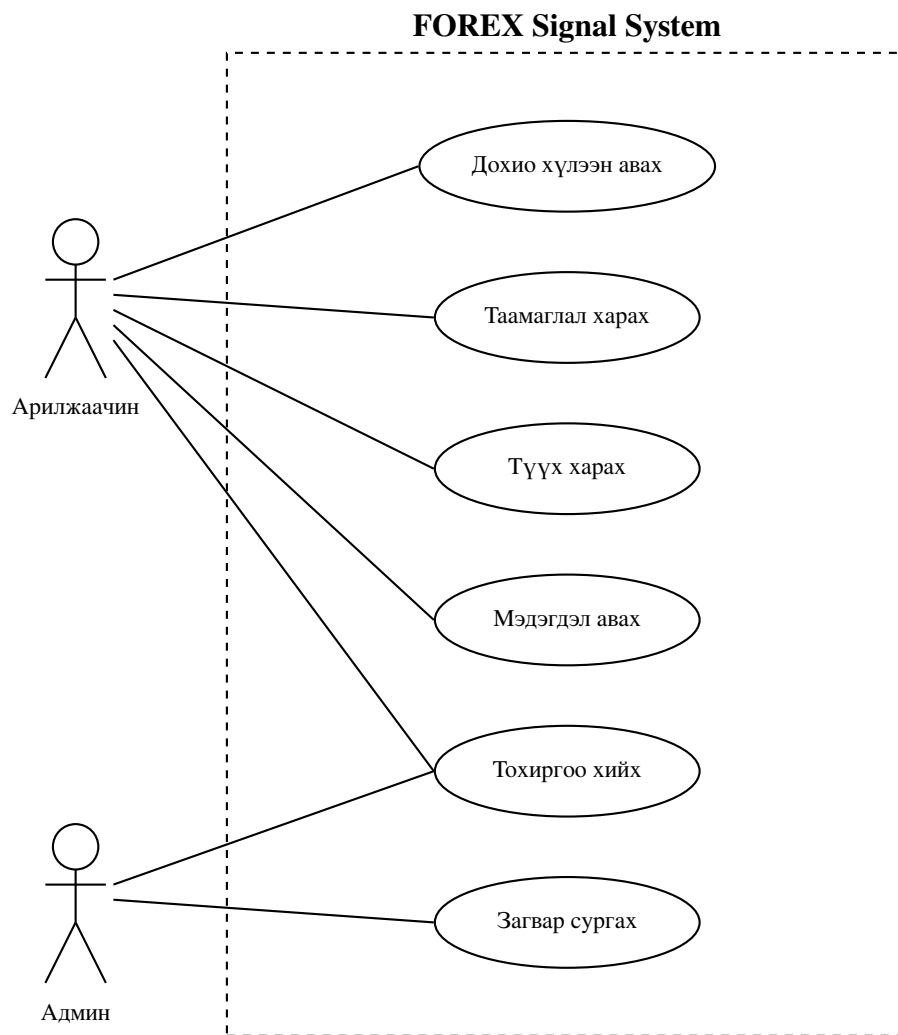 FOREX Signal System
Дохио хүлээн авах
Таамаглал харах
Арилжаачин
Түүх харах
Мэдэгдэл авах
Тохиргоо хийх
Загвар сургах
Админ